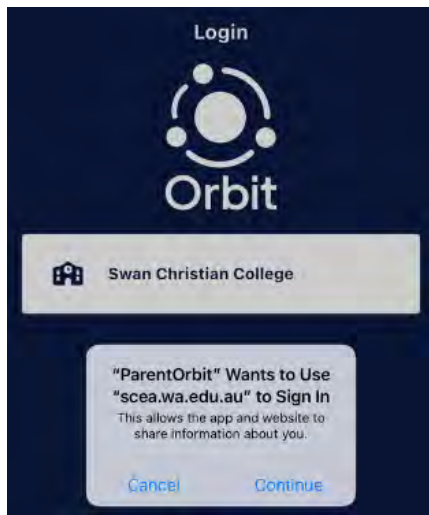 Login
Orbit
Swan Christian College
"ParentOrbit" Wants to Use
"scea.wa.edu.au" to Sign In
This allows the app and website to
share information about you.
Cancel
Continue